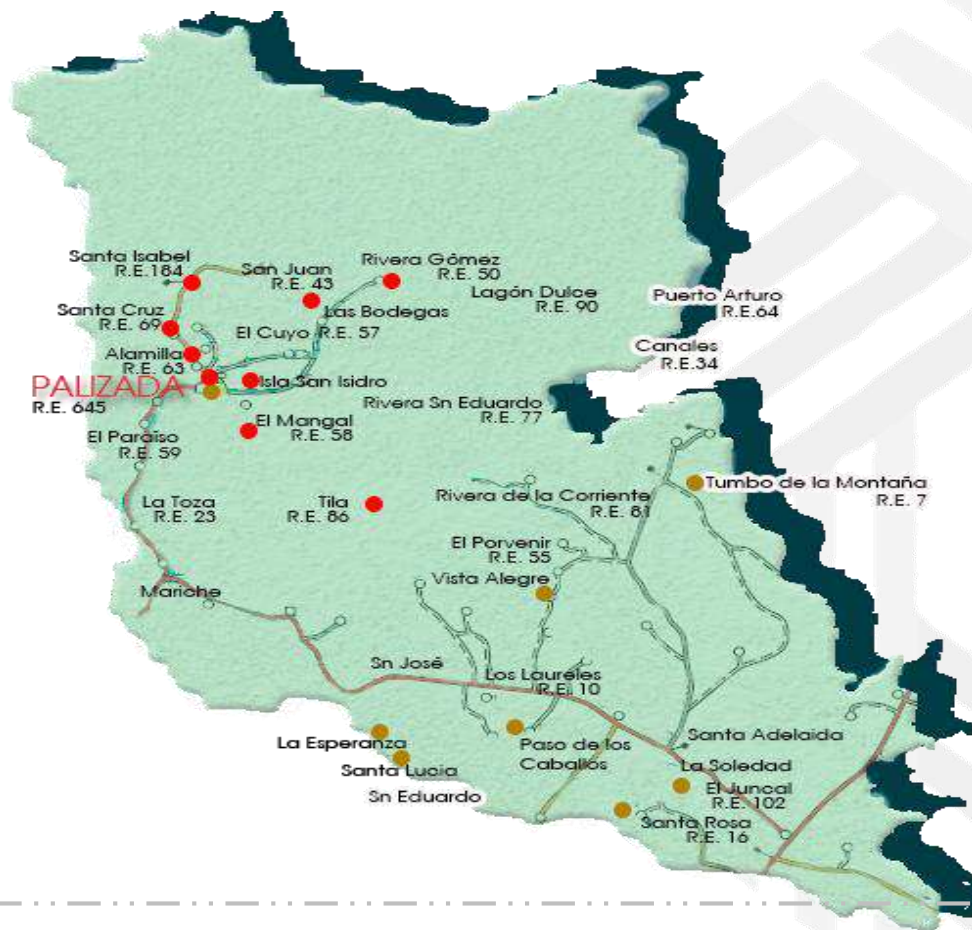 Santa Isabel
R.E.184
San Juan
R.E. 43
Rivera Gómez
R.E. 50
Lagón Dulce
R.E. 90
Puerto Arturo
R.E.64
Santa Cruz
R.E. 69
Las Bodegas
El Cuyo R.E. 57
Canales
R.E.34
Alamilla
R.E. 63
PALIZADA
R.E. 645
Isla San Isidro
Rivera Sn Eduardo
R.E. 77
El Mangal
R.E. 58
El Paraíso
R.E. 59
Tumbo de la Montaña
R.E. 7
La Toza
R.E. 23
Tila
R.E. 86
Rivera de la Corriente
R.E. 81
El Porvenir
R.E. 55
Vista Alegre
Mariche
Sn José
Los Laureles
R.E. 10
La Esperanza
Santa Lucia
Sn Eduardo
Paso de los
Caballos
Santa Adelaida
La Soledad
El Juncal
R.E. 102
Santa Rosa
R.E. 16